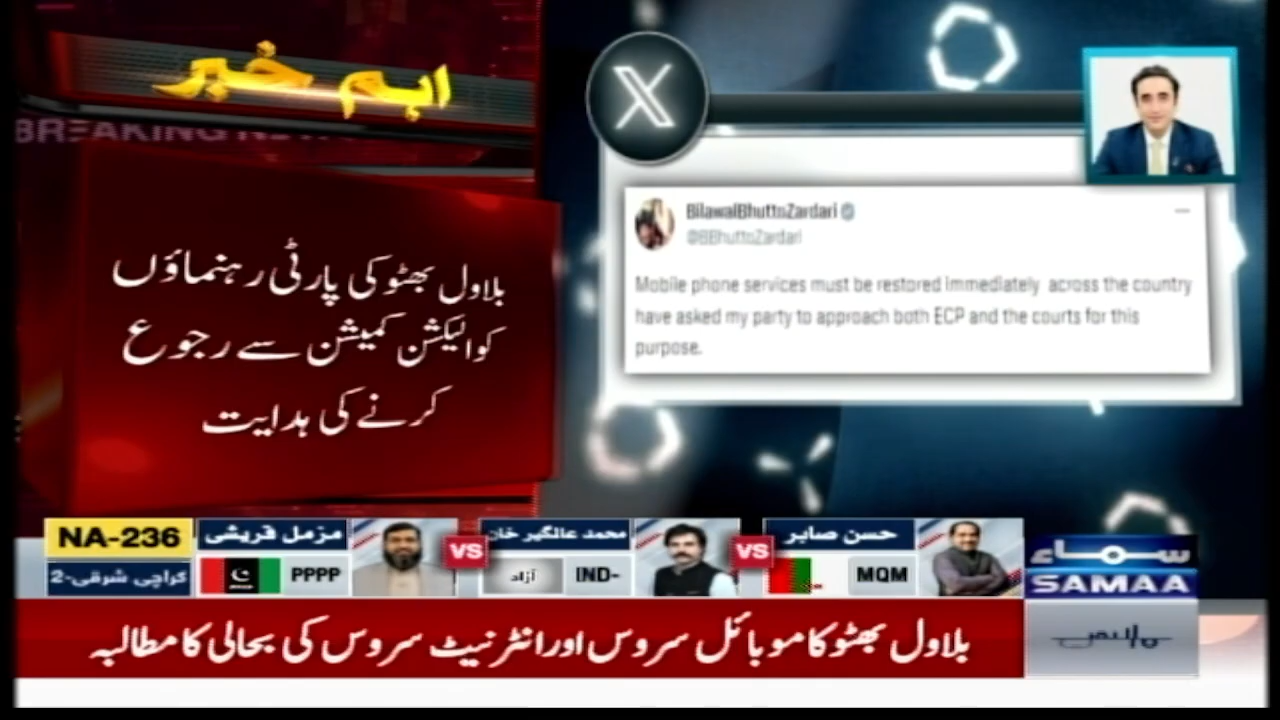 اہم خبر
BREAKING NEWS
بلاول بھٹو کی پارٹی رہنماؤں
کو الیکشن کمیشن سے رجوع
کرنے کی ہدایت
X
BilawalBhuttoZardari
@BBhuttoZardari
Mobile phone services must be restored immediately across the country
have asked my party to approach both ECP and the courts for this
purpose.
NA-236
کراچی شرقی-2
مزمل قریشی
PPPP
VS
محمد عالمگیر خان
آزاد
IND-
VS
حسن صابر
MQM
سماء
SAMAA
بلاول بھٹو کا موبائل سروس اور انٹرنیٹ سروس کی بحالی کا مطالبہ